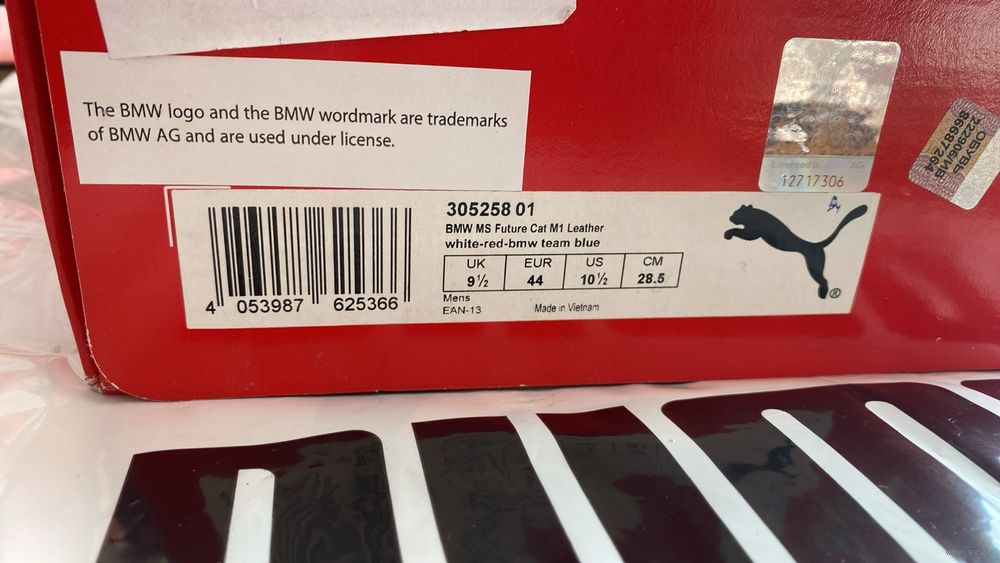 The BMW logo and the BMW wordmark are trademarks
of BMW AG and are used under license.
12717306
ОБУВЬ
305258 01
BMW MS Future Cat M1 Leather
white-red-bmw team blue
UK EUR US CM
9½ 44 10½ 28.5
Mens
EAN-13 Made in Vietnam
4 053987 625366
®